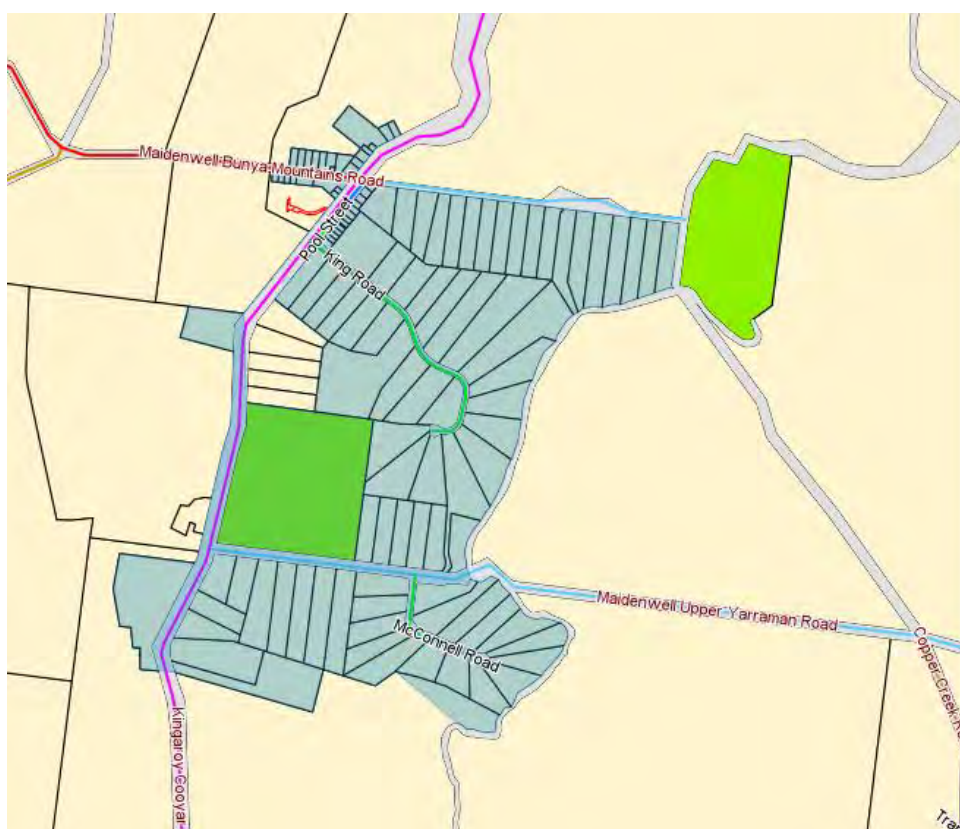 Maidenwell-Bunya-Mountains-Road
Pool Street
King Road
Maidenwell Upper-Yarraman Road
McConnell Road
Copper-Creek-R
Kingaroy-Cooyar